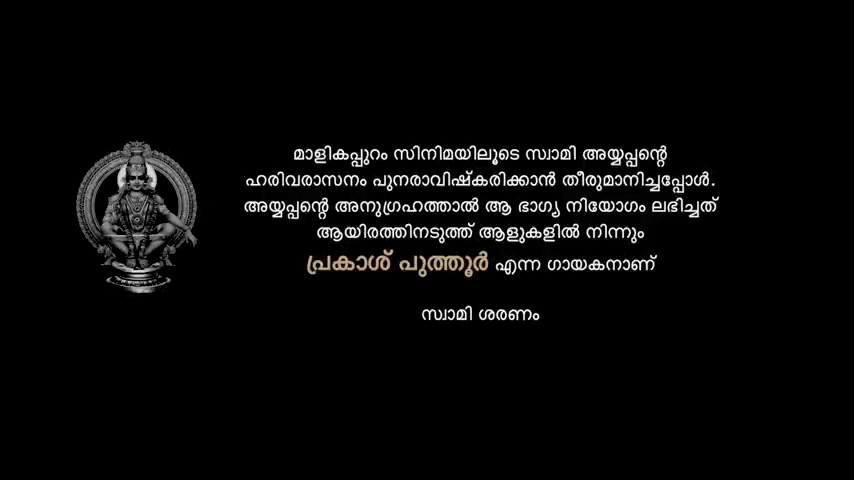 മാളികപ്പുറം സിനിമയിലൂടെ സ്വാമി അയ്യപ്പന്റെ
ഹരിവരാസനം പുനരാവിഷ്കരിക്കാൻ തീരുമാനിച്ചപ്പോൾ.
അയ്യപ്പന്റെ അനുഗ്രഹത്താൽ ആ ഭാഗ്യ നിയോഗം ലഭിച്ചത്
ആയിരത്തിനടുത്ത് ആളുകളിൽ നിന്നും
പ്രകാശ് പുത്തൂർ എന്ന ഗായകനാണ്
സ്വാമി ശരണം